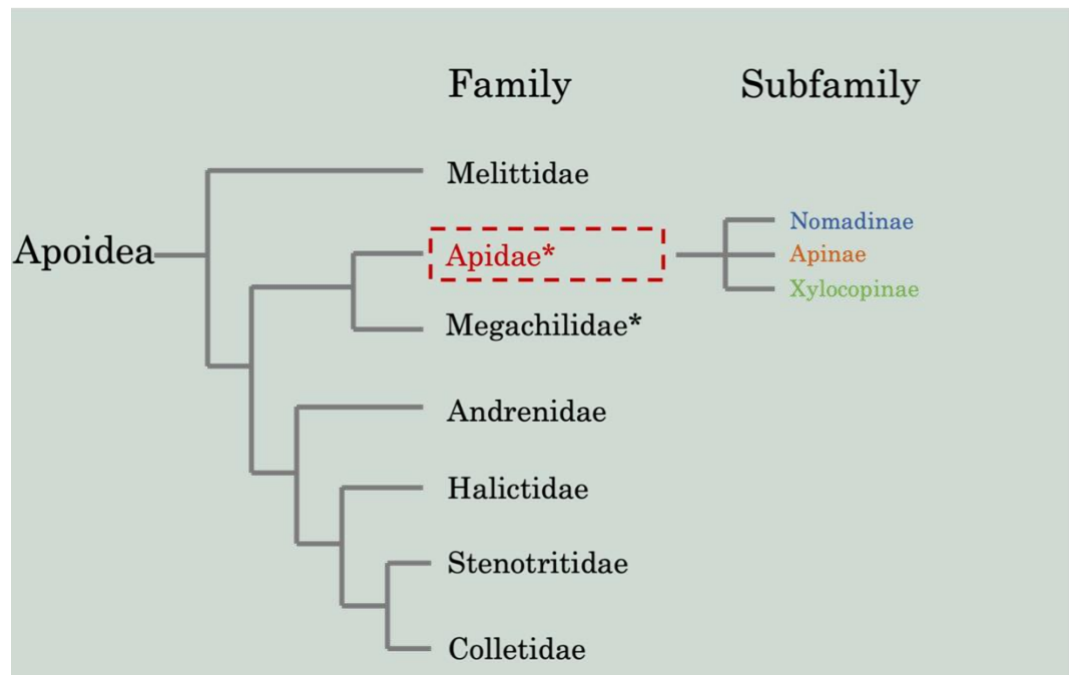 Family Subfamily
Melittidae
Apoidea
Apidae*
Nomadinae
Apinae
Xylocopinae
Megachilidae*
Andrenidae
Halictidae
Stenotritidae
Colletidae